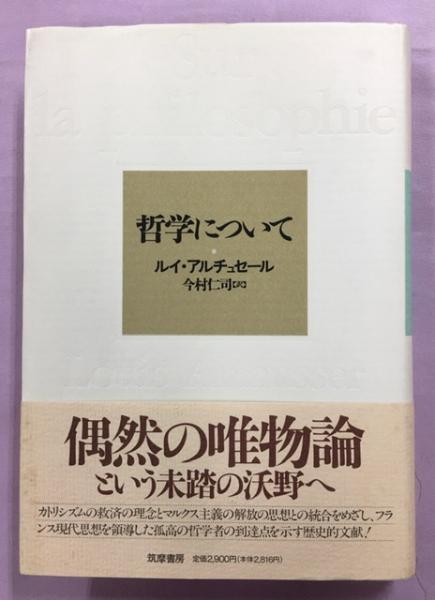 Sur
la philosophie
哲学について
ルイ・アルチュセール
今村仁司[訳]
Louis Althusser
偶然の唯物論
という未踏の沃野へ
カトリシズムの救済の理念とマルクス主義の解放の思想との統合をめざし、フラ
ンス現代思想を領導した孤高の哲学者の到達点を示す歴史的文献!
筑摩書房 定価2,900円(本体2,816円)